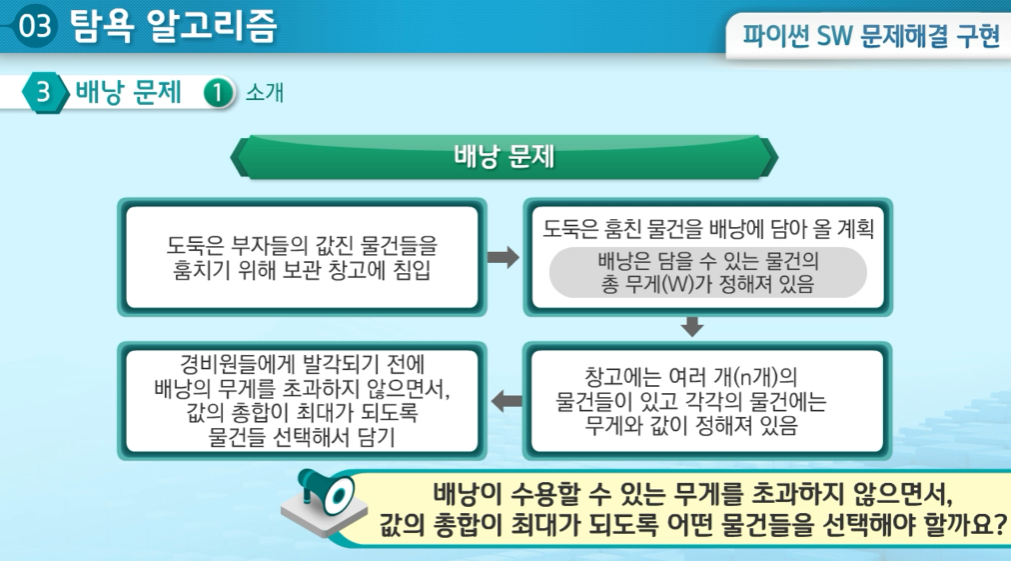 03 탐욕 알고리즘
파이썬 SW 문제해결 구현
3 배낭 문제 1 소개
배낭 문제
도둑은 부자들의 값진 물건들을
훔치기 위해 보관 창고에 침입
도둑은 훔친 물건을 배낭에 담아 올 계획
배낭은 담을 수 있는 물건의
총 무게(W)가 정해져 있음
창고에는 여러 개(n개)의
물건들이 있고 각각의 물건에는
무게와 값이 정해져 있음
경비원들에게 발각되기 전에
배낭의 무게를 초과하지 않으면서,
값의 총합이 최대가 되도록
물건들 선택해서 담기
배낭이 수용할 수 있는 무게를 초과하지 않으면서,
값의 총합이 최대가 되도록 어떤 물건들을 선택해야 할까요?